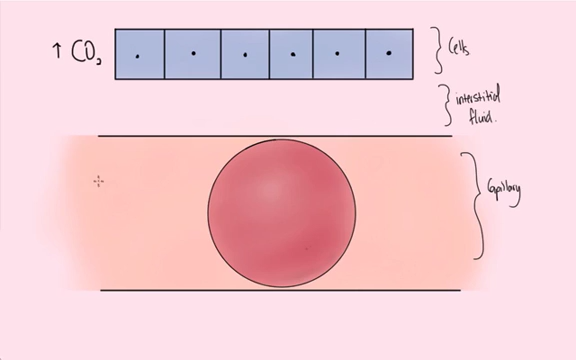 ↑ CO₂
Cells
interstitial
fluid.
Capillary